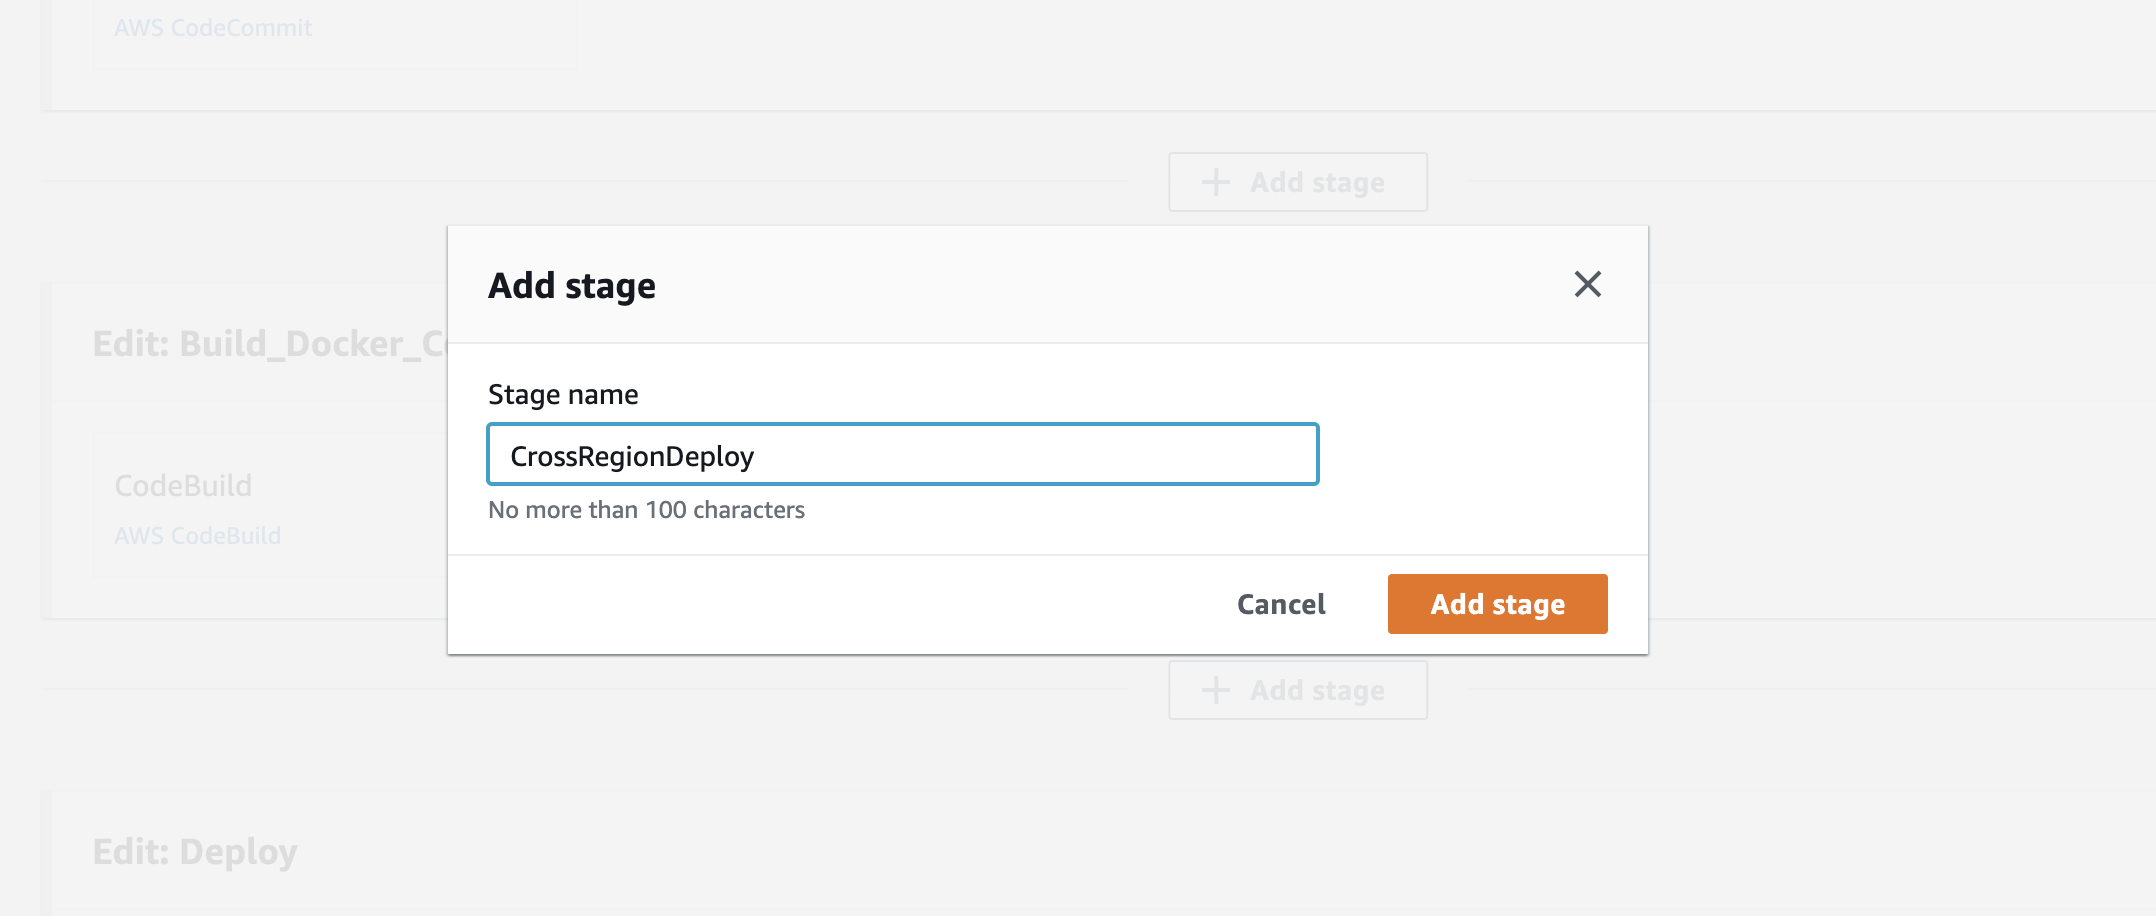 AWS CodeCommit
Add stage
Add stage
Edit: Build_Docker_
Stage name
CrossRegionDeploy
No more than 100 characters
CodeBuild
AWS CodeBuild
Cancel
Add stage
Add stage
Edit: Deploy